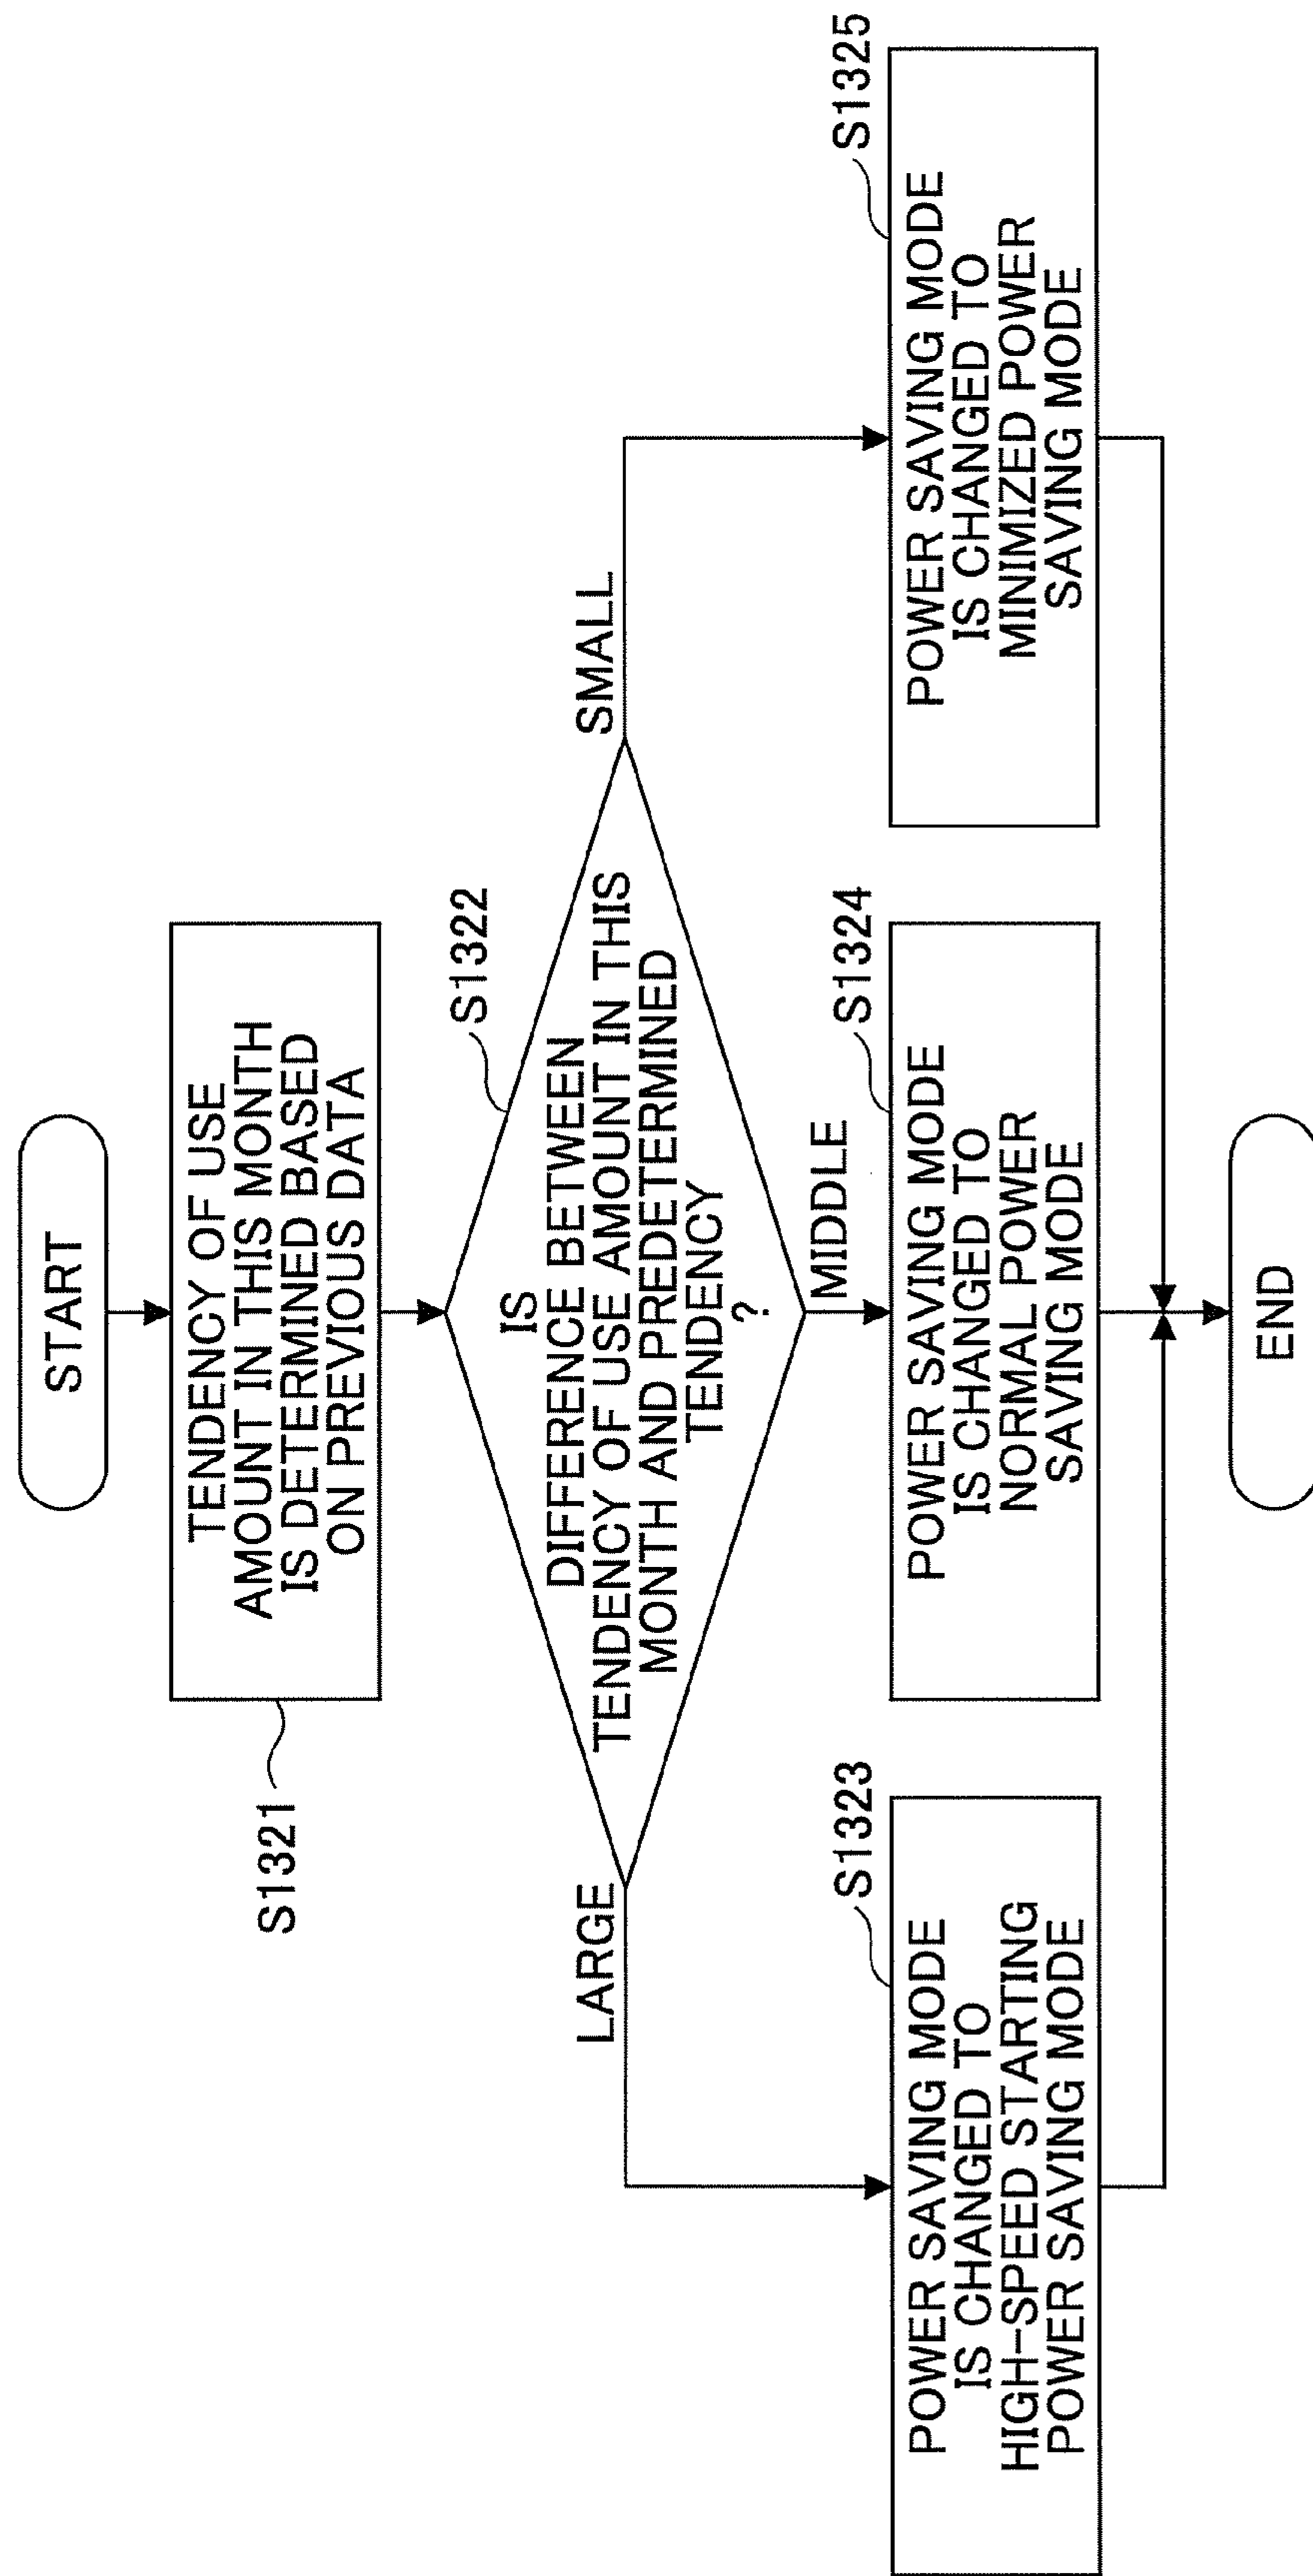 START
S1321
TENDENCY OF USE
AMOUNT IN THIS MONTH
IS DETERMINED BASED
ON PREVIOUS DATA
S1322
IS
DIFFERENCE BETWEEN
TENDENCY OF USE AMOUNT IN THIS
MONTH AND PREDETERMINED
TENDENCY
?
LARGE
MIDDLE
SMALL
S1323
POWER SAVING MODE
IS CHANGED TO
HIGH-SPEED STARTING
POWER SAVING MODE
S1324
POWER SAVING MODE
IS CHANGED TO
NORMAL POWER
SAVING MODE
S1325
POWER SAVING MODE
IS CHANGED TO
MINIMIZED POWER
SAVING MODE
END